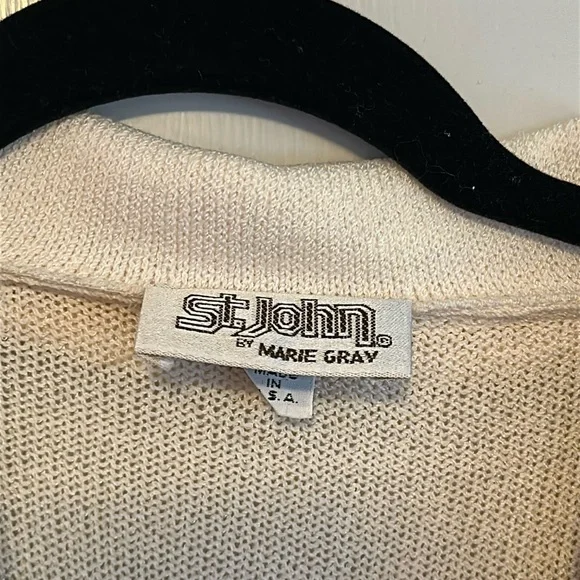 St. John®
BY MARIE GRAY
MADE
IN
S. A.